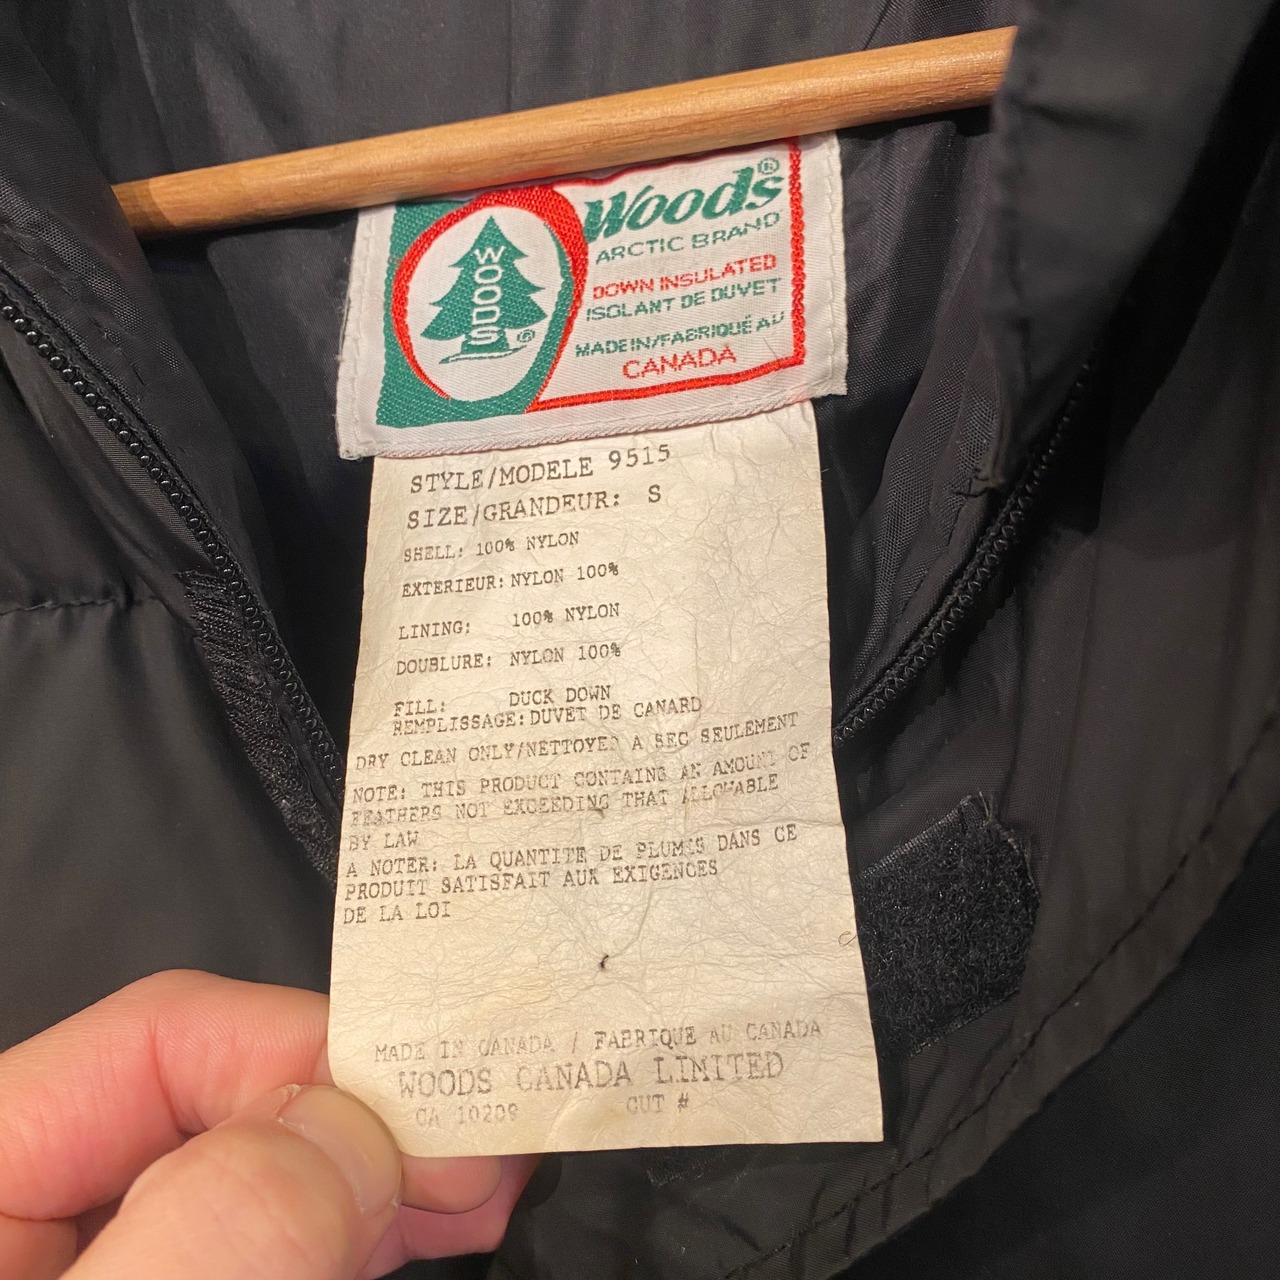 WOODS®
Woods®
ARCTIC BRAND
DOWN INSULATED
ISOLANT DE DUVET
MADE IN/FABRIQUÉ AU
CANADA
STYLE/MODELE 9515
SIZE/GRANDEUR: S
SHELL: 100% NYLON
EXTERIEUR: NYLON 100%
LINING: 100% NYLON
DOUBLURE: NYLON 100%
FILL: DUCK DOWN
REMPLISSAGE: DUVET DE CANARD
DRY CLEAN ONLY/NETTOYER A SEC SEULEMENT
NOTE: THIS PRODUCT CONTAINS AN AMOUNT OF
FEATHERS NOT EXCEEDING THAT ALLOWABLE
BY LAW
A NOTER: LA QUANTITE DE PLUMES DANS CE
PRODUIT SATISFAIT AUX EXIGENCES
DE LA LOI
MADE IN CANADA / FABRIQUE AU CANADA
WOODS CANADA LIMITED
CA 10209 CUT #